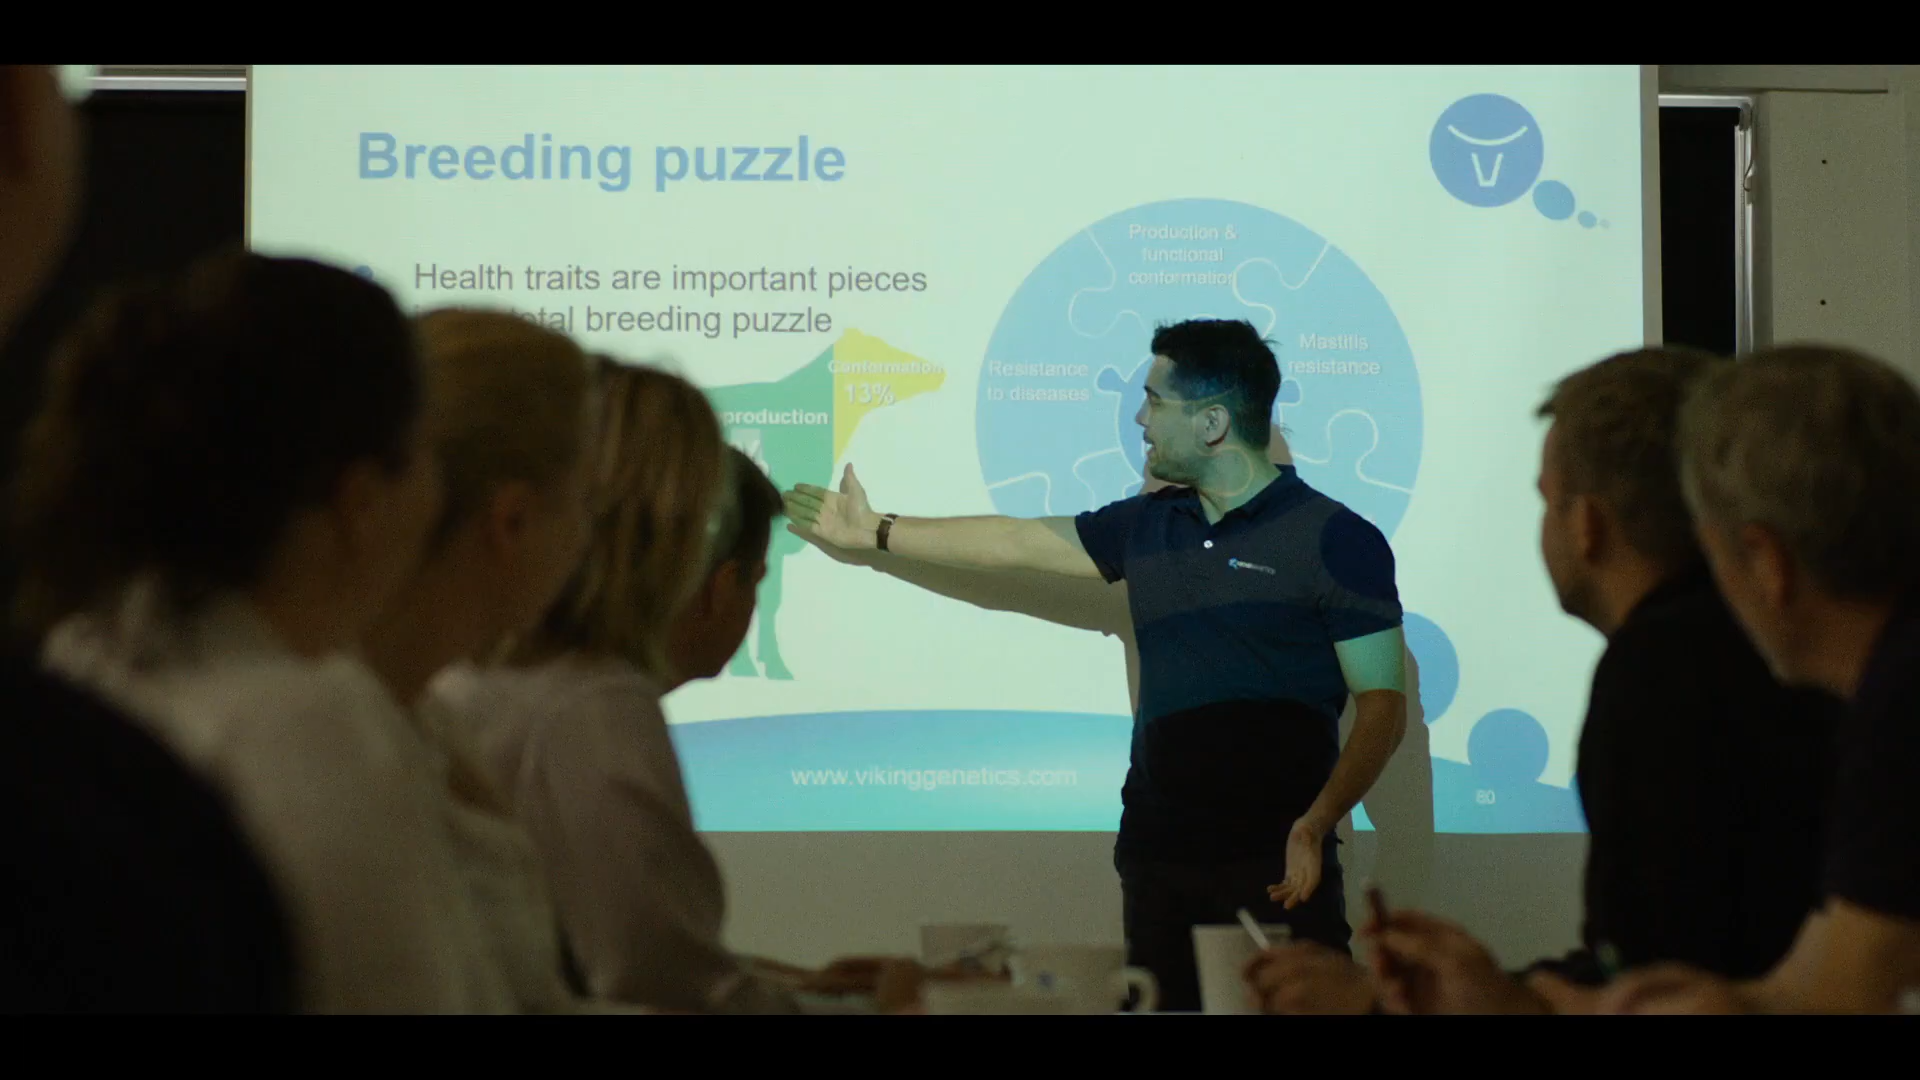 Breeding puzzle
Health traits are important pieces
total breeding puzzle
Conformation
13%
production
Production &
functional
conformation
Mastitis
resistance
Resistance
to diseases
www.vikinggenetics.com
80